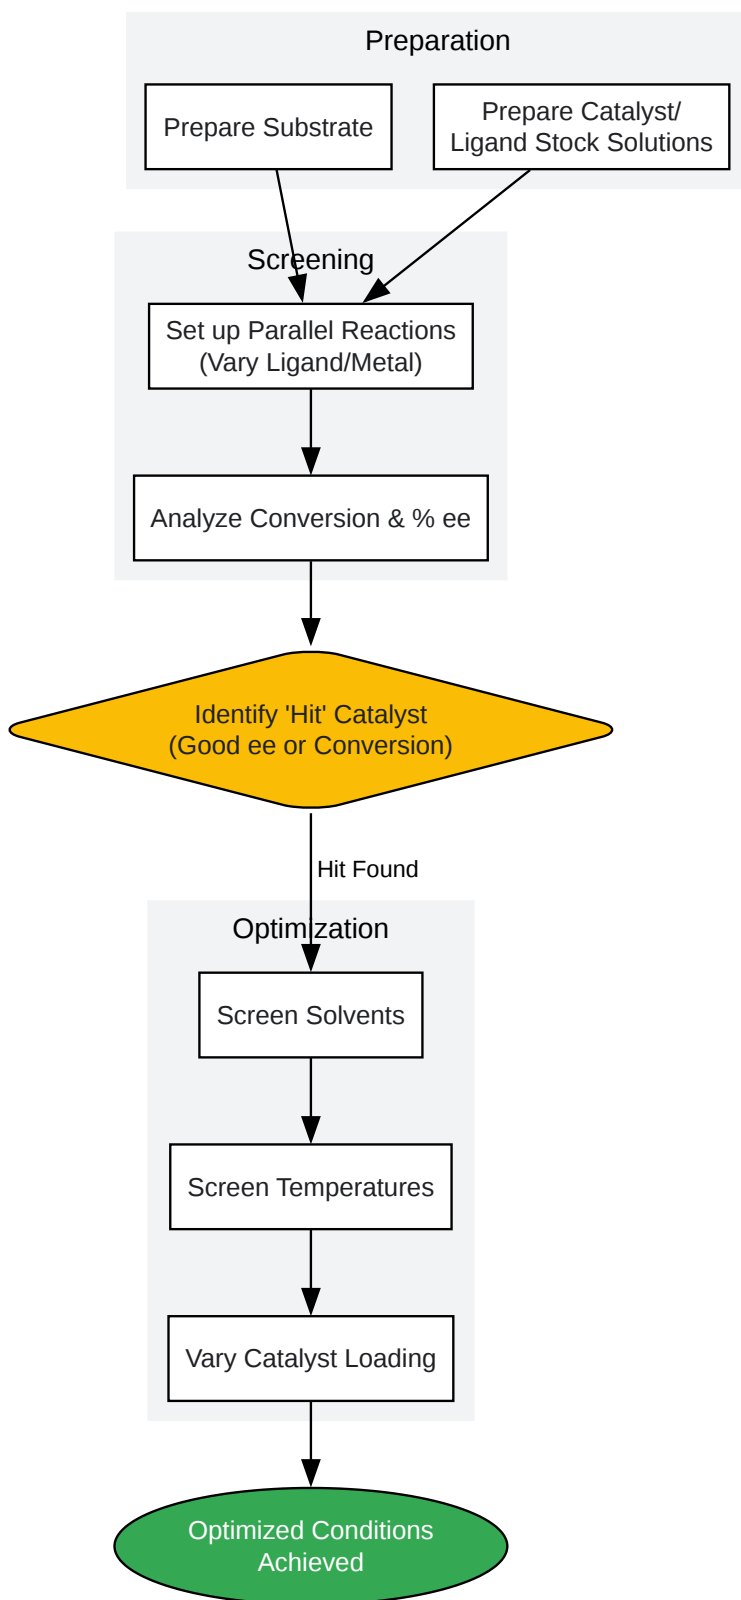 Preparation
Prepare Substrate
Prepare Catalyst/
Ligand Stock Solutions
Screening
Set up Parallel Reactions
(Vary Ligand/Metal)
Analyze Conversion & % ee
Identify 'Hit' Catalyst
(Good ee or Conversion)
Hit Found
Optimization
Screen Solvents
Screen Temperatures
Vary Catalyst Loading
Optimized Conditions
Achieved